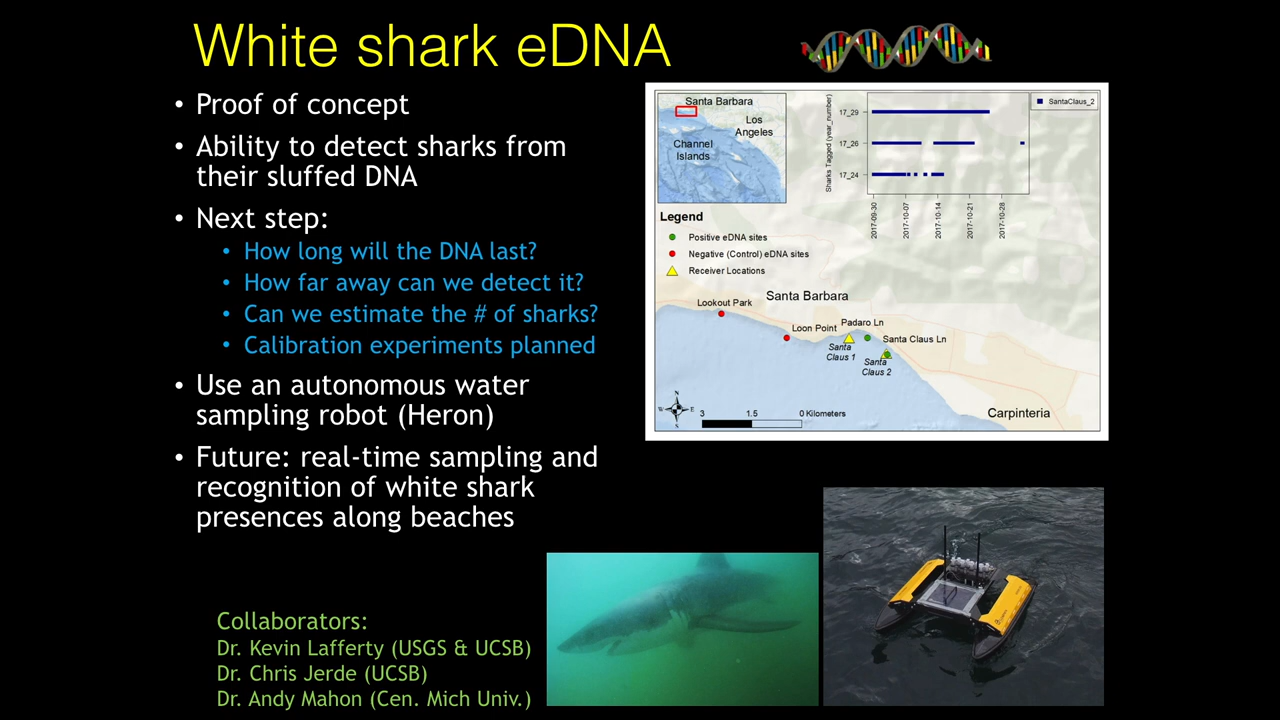 White shark eDNA
• Proof of concept
• Ability to detect sharks from
their sluffed DNA
• Next step:
• How long will the DNA last?
• How far away can we detect it?
• Can we estimate the # of sharks?
• Calibration experiments planned
• Use an autonomous water
sampling robot (Heron)
• Future: real-time sampling and
recognition of white shark
presences along beaches
Collaborators:
Dr. Kevin Lafferty (USGS & UCSB)
Dr. Chris Jerde (UCSB)
Dr. Andy Mahon (Cen. Mich Univ.)
Santa Barbara
Los
Angeles
Channel
Islands
Sharks Tagged (year_number)
17_29
17_26
17_24
2017-09-30
2017-10-07
2017-10-14
2017-10-21
2017-10-28
SantaClaus_2
Legend
Positive eDNA sites
Negative (Control) eDNA sites
Receiver Locations
Santa Barbara
Lookout Park
Loon Point
Padaro Ln
Santa Claus Ln
Santa
Claus 1
Santa
Claus 2
Carpinteria
N
W E
S
3 1.5 0 Kilometers